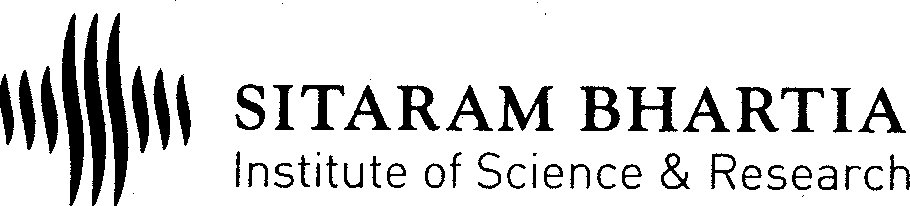 SITARAM BHARTIA
Institute of Science & Research